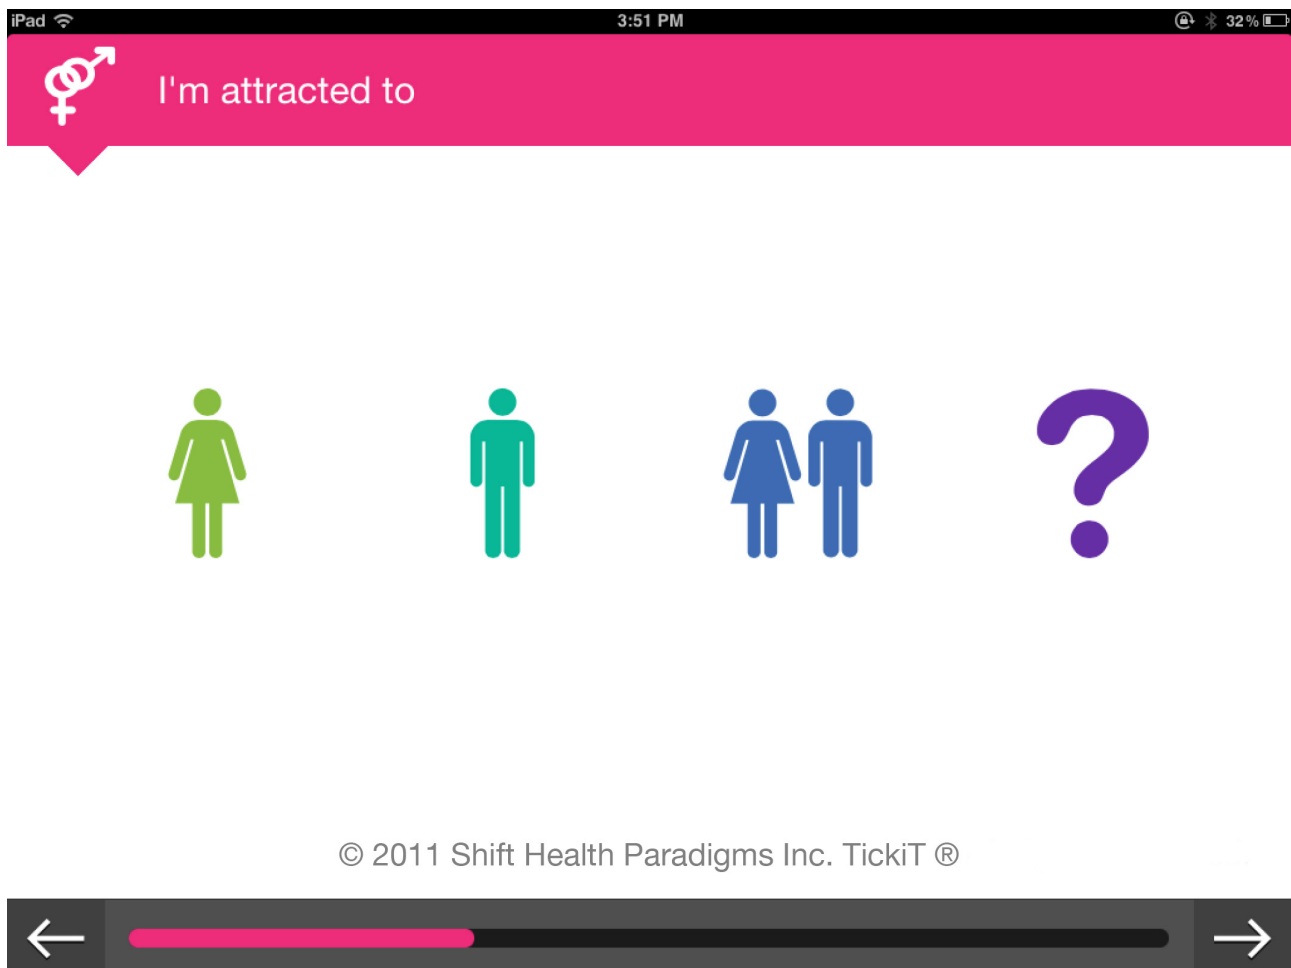 iPad 3:51 PM 32%
I'm attracted to
?
© 2011 Shift Health Paradigms Inc. TickiT ®